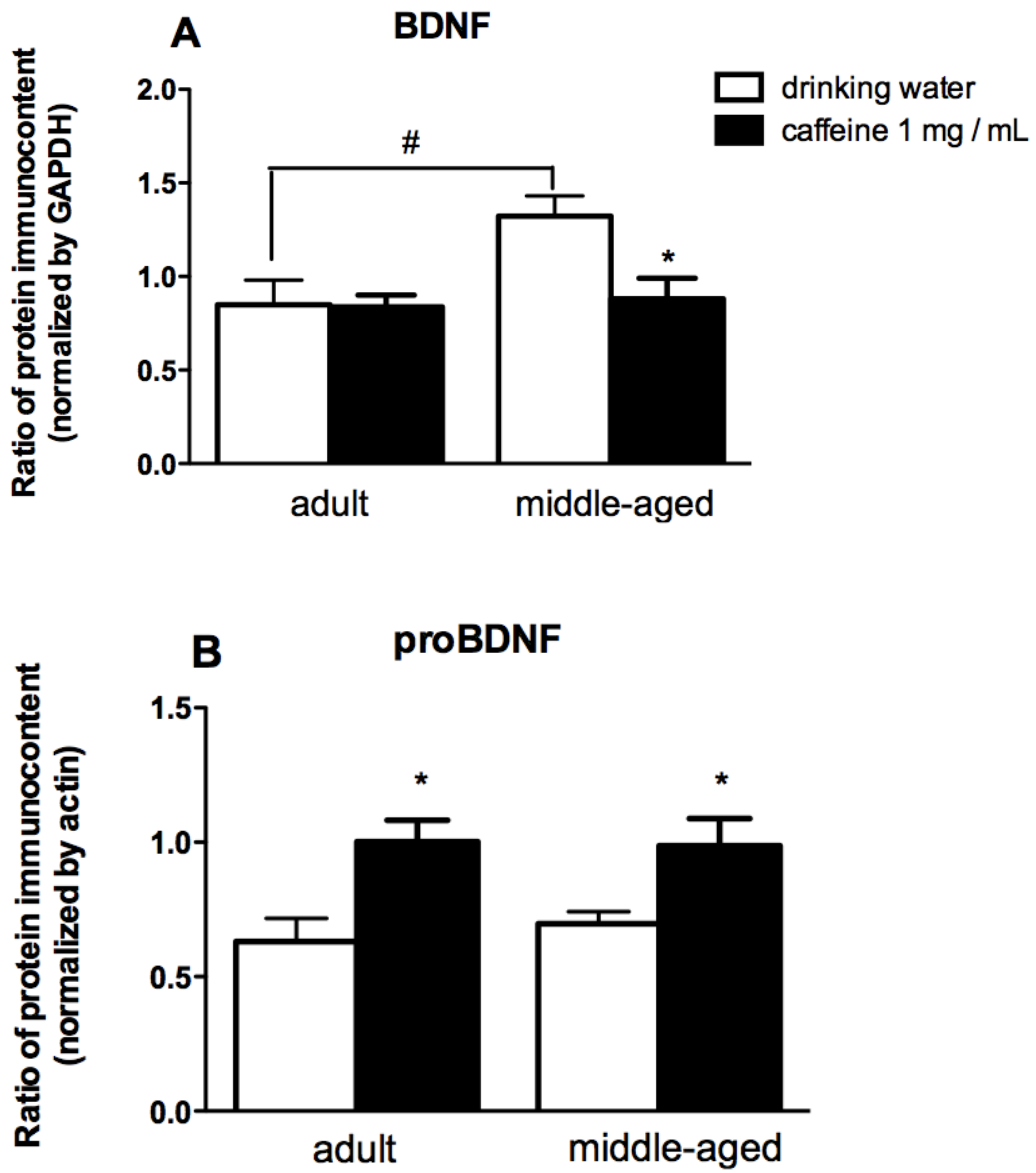 A
BDNF
Ratio of protein immunocontent
(normalized by GAPDH)
2.0
1.5
1.0
0.5
0.0
#
*
drinking water
caffeine 1 mg / mL
adult
middle-aged
B
proBDNF
Ratio of protein immunocontent
(normalized by actin)
1.5
1.0
0.5
0.0
*
*
adult
middle-aged